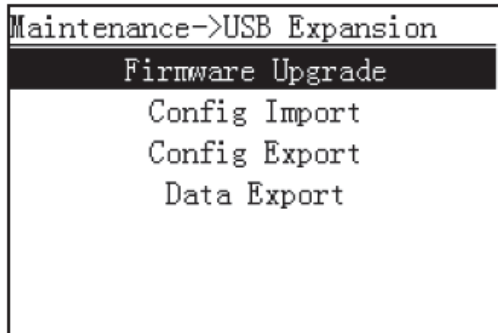 Maintenance->USB Expansion
Firmware Upgrade
Config Import
Config Export
Data Export